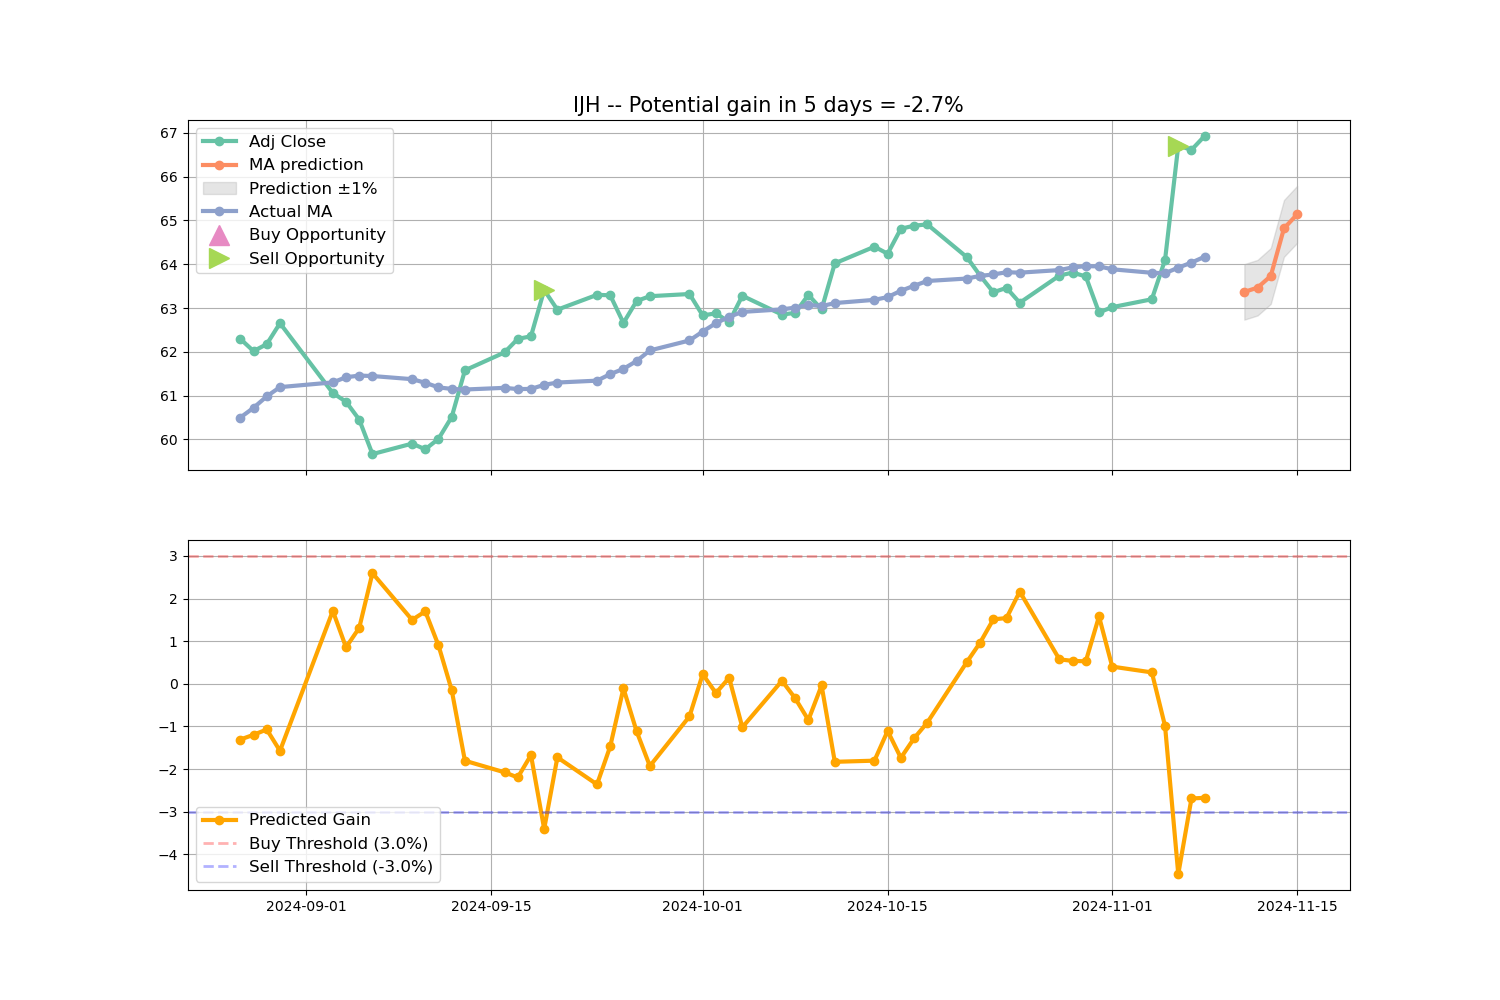 IJH -- Potential gain in 5 days = -2.7%
67
66
65
64
63
62
61
60
Adj Close
MA prediction
Prediction ±1%
Actual MA
Buy Opportunity
Sell Opportunity
3
2
1
0
−1
−2
−3
−4
Predicted Gain
Buy Threshold (3.0%)
Sell Threshold (-3.0%)
2024-09-01
2024-09-15
2024-10-01
2024-10-15
2024-11-01
2024-11-15